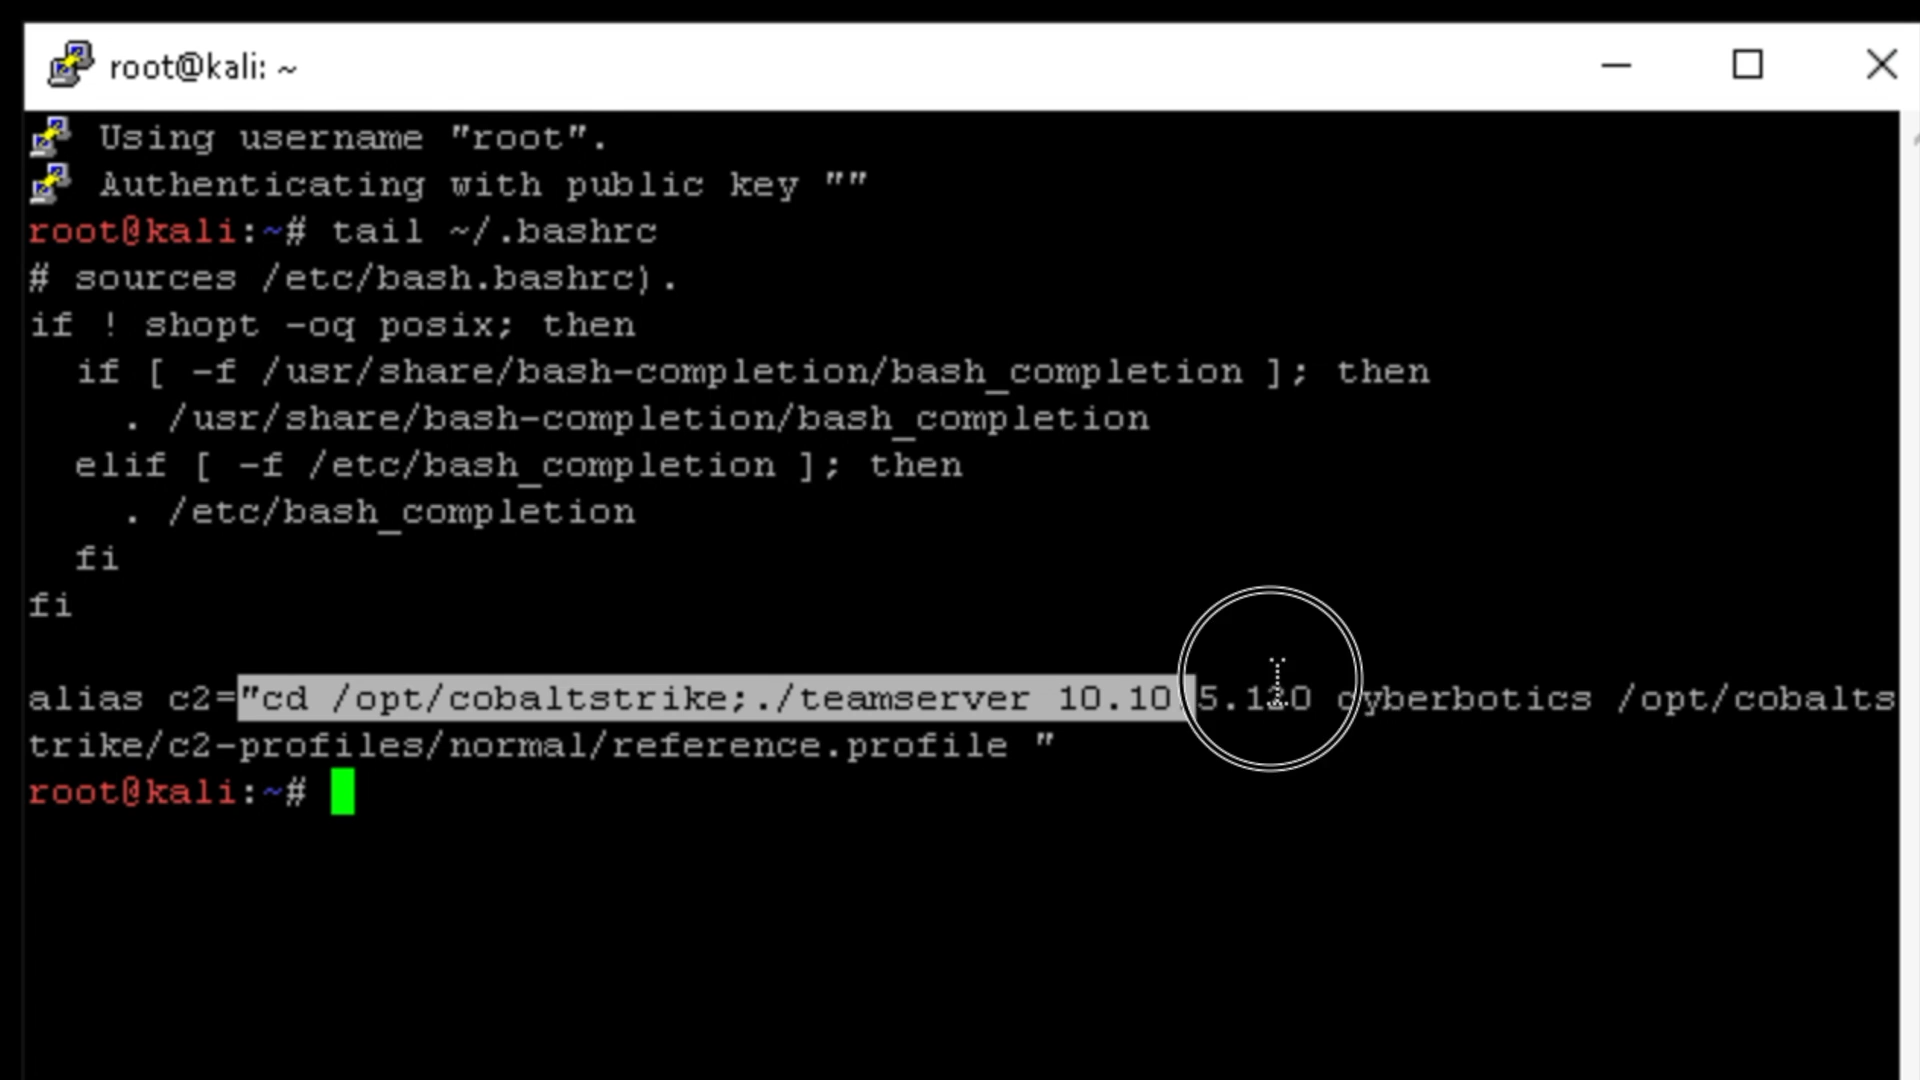 root@kali: ~
Using username "root".
Authenticating with public key ""
root@kali:~# tail ~/.bashrc
# sources /etc/bash.bashrc).
if ! shopt -oq posix; then
  if [ -f /usr/share/bash-completion/bash_completion ]; then
    . /usr/share/bash-completion/bash_completion
  elif [ -f /etc/bash_completion ]; then
    . /etc/bash_completion
  fi
fi
alias c2="cd /opt/cobaltstrike;./teamserver 10.10.5.120 cyberbotics /opt/cobalts
trike/c2-profiles/normal/reference.profile "
root@kali:~#